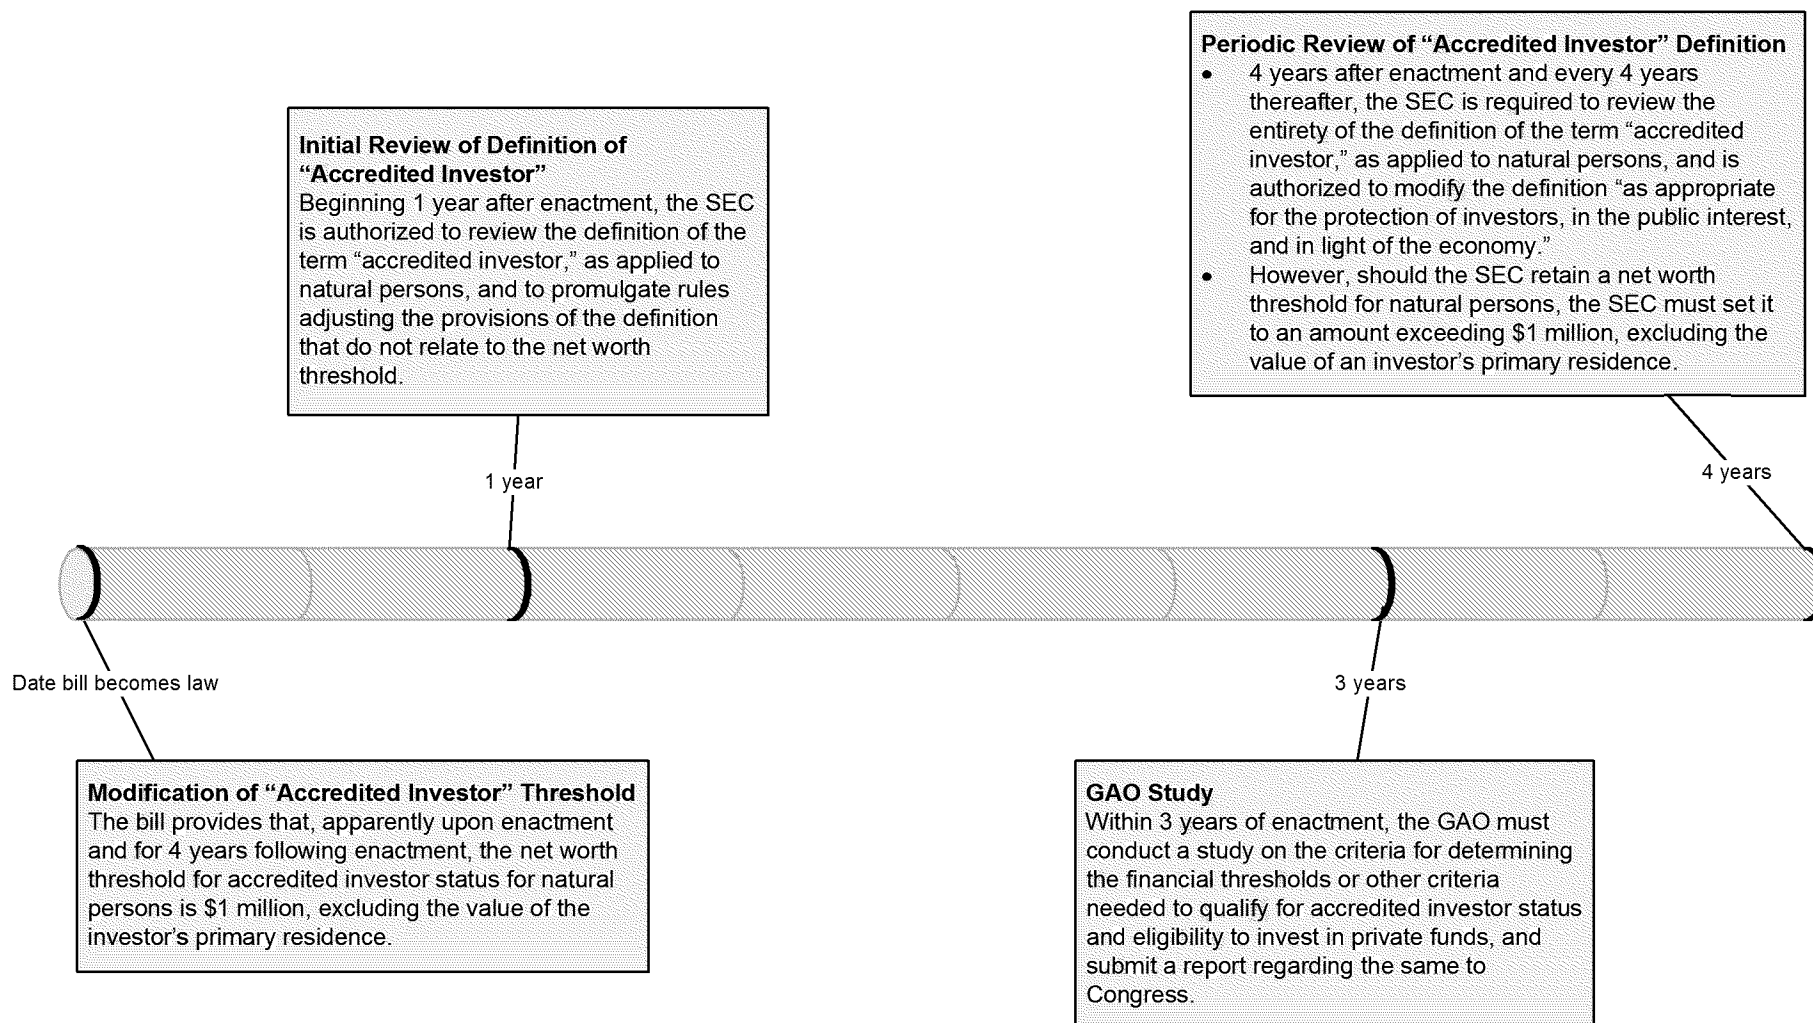 Periodic Review of “Accredited Investor” Definition
• 4 years after enactment and every 4 years
thereafter, the SEC is required to review the
entirety of the definition of the term “accredited
investor,” as applied to natural persons, and is
authorized to modify the definition “as appropriate
for the protection of investors, in the public interest,
and in light of the economy.”
• However, should the SEC retain a net worth
threshold for natural persons, the SEC must set it
to an amount exceeding $1 million, excluding the
value of an investor’s primary residence.
Initial Review of Definition of
“Accredited Investor”
Beginning 1 year after enactment, the SEC
is authorized to review the definition of the
term “accredited investor,” as applied to
natural persons, and to promulgate rules
adjusting the provisions of the definition
that do not relate to the net worth
threshold.
1 year
4 years
Date bill becomes law
3 years
Modification of “Accredited Investor” Threshold
The bill provides that, apparently upon enactment
and for 4 years following enactment, the net worth
threshold for accredited investor status for natural
persons is $1 million, excluding the value of the
investor’s primary residence.
GAO Study
Within 3 years of enactment, the GAO must
conduct a study on the criteria for determining
the financial thresholds or other criteria
needed to qualify for accredited investor status
and eligibility to invest in private funds, and
submit a report regarding the same to
Congress.